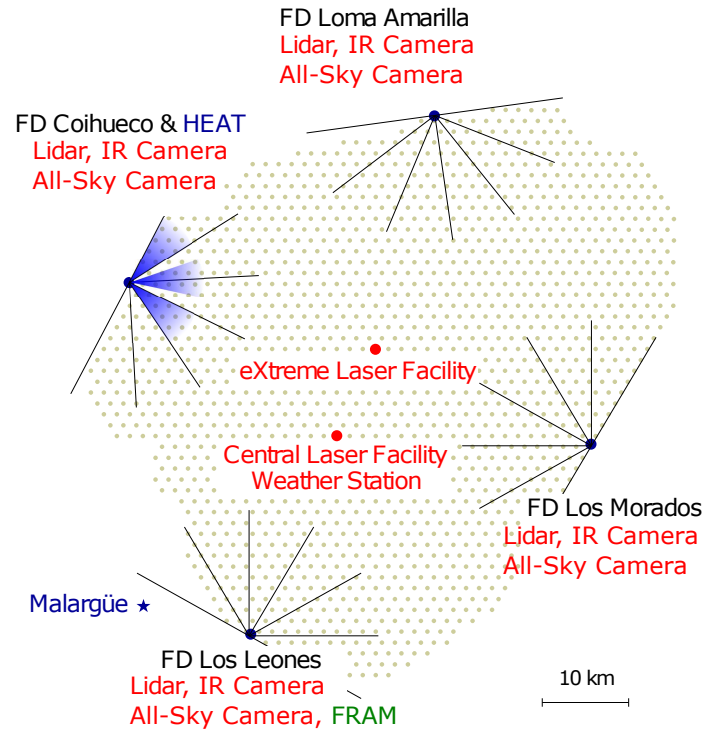 FD Loma Amarilla
Lidar, IR Camera
All-Sky Camera
FD Coihueco & HEAT
Lidar, IR Camera
All-Sky Camera
eXtreme Laser Facility
Central Laser Facility
Weather Station
FD Los Morados
Lidar, IR Camera
All-Sky Camera
Malargüe
FD Los Leones
Lidar, IR Camera
All-Sky Camera, FRAM
10 km